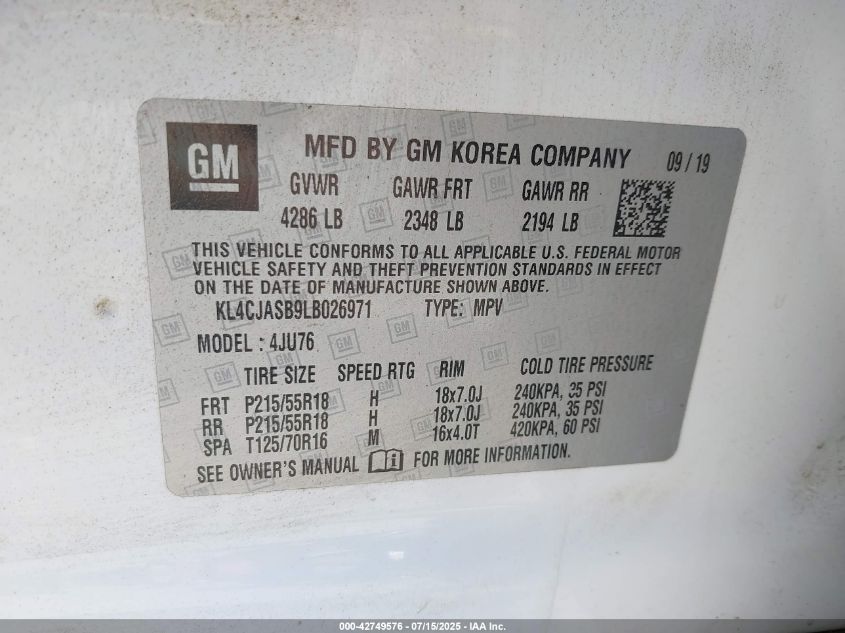 GM
MFD BY GM KOREA COMPANY 09 / 19
GVWR GAWR FRT GAWR RR
4286 LB 2348 LB 2194 LB
THIS VEHICLE CONFORMS TO ALL APPLICABLE U.S. FEDERAL MOTOR
VEHICLE SAFETY AND THEFT PREVENTION STANDARDS IN EFFECT
ON THE DATE OF MANUFACTURE SHOWN ABOVE.
KL4CJASB9LB026971 TYPE: MPV
MODEL : 4JU76
TIRE SIZE SPEED RTG RIM COLD TIRE PRESSURE
FRT P215/55R18 H 18x7.0J 240KPA, 35 PSI
RR P215/55R18 H 18x7.0J 240KPA, 35 PSI
SPA T125/70R16 M 16x4.0T 420KPA, 60 PSI
SEE OWNER'S MANUAL i FOR MORE INFORMATION.
000-42749576 - 07/15/2025 - IAA Inc.